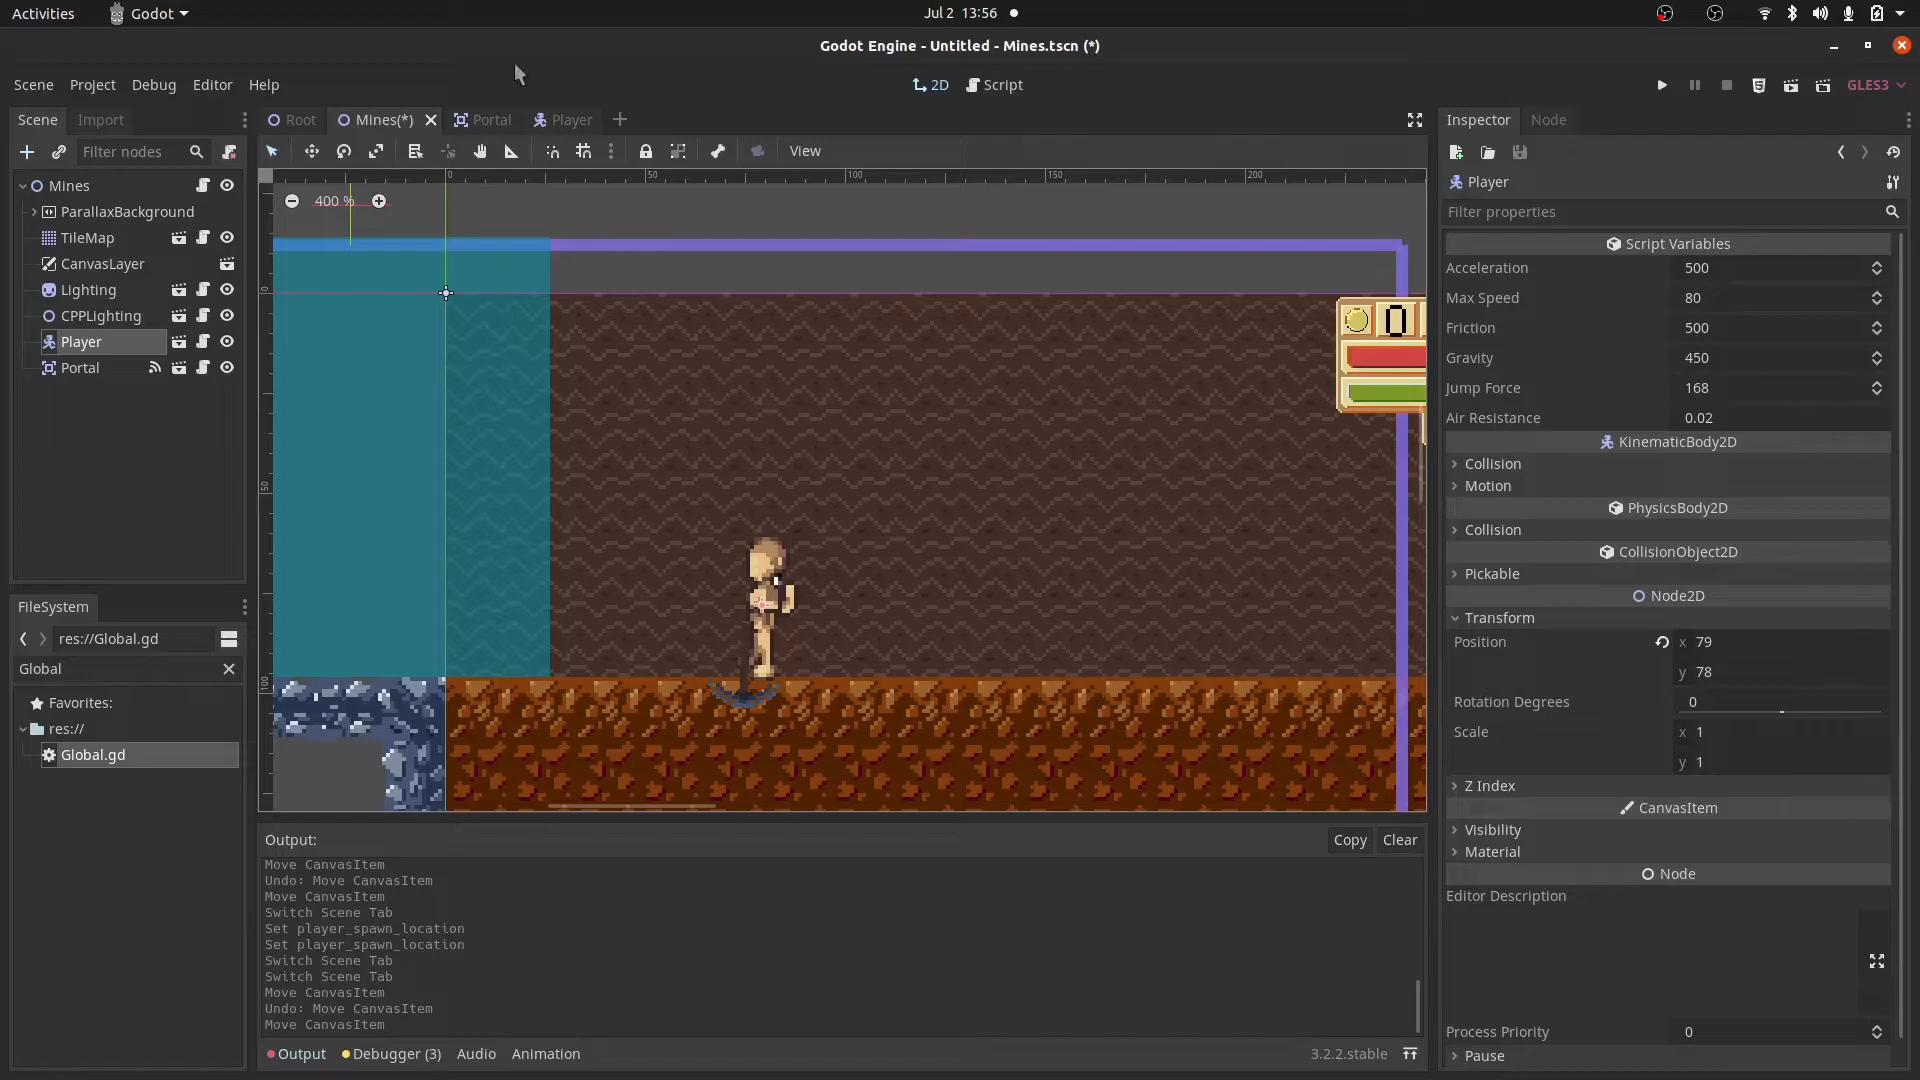 Activities
Godot
Jul 2 13:56
Godot Engine - Untitled - Mines.tscn (*)
Scene Project Debug Editor Help
2D Script
GLES3
Scene Import
Filter nodes
Mines
ParallaxBackground
TileMap
CanvasLayer
Lighting
CPPLighting
Player
Portal
FileSystem
res://Global.gd
Global
Favorites:
res://
Global.gd
Root Mines(*) Portal Player
View
0 50 100 150 200
400 %
0
50
100
0
Output:
Copy Clear
Move CanvasItem
Undo: Move CanvasItem
Move CanvasItem
Switch Scene Tab
Set player_spawn_location
Set player_spawn_location
Switch Scene Tab
Switch Scene Tab
Move CanvasItem
Undo: Move CanvasItem
Move CanvasItem
Output Debugger (3) Audio Animation
3.2.2.stable
Inspector Node
Player
Filter properties
Script Variables
Acceleration 500
Max Speed 80
Friction 500
Gravity 450
Jump Force 168
Air Resistance 0.02
KinematicBody2D
Collision
Motion
PhysicsBody2D
Collision
CollisionObject2D
Pickable
Node2D
Transform
Position x 79
y 78
Rotation Degrees 0
Scale x 1
y 1
Z Index
CanvasItem
Visibility
Material
Node
Editor Description
Process Priority 0
Pause